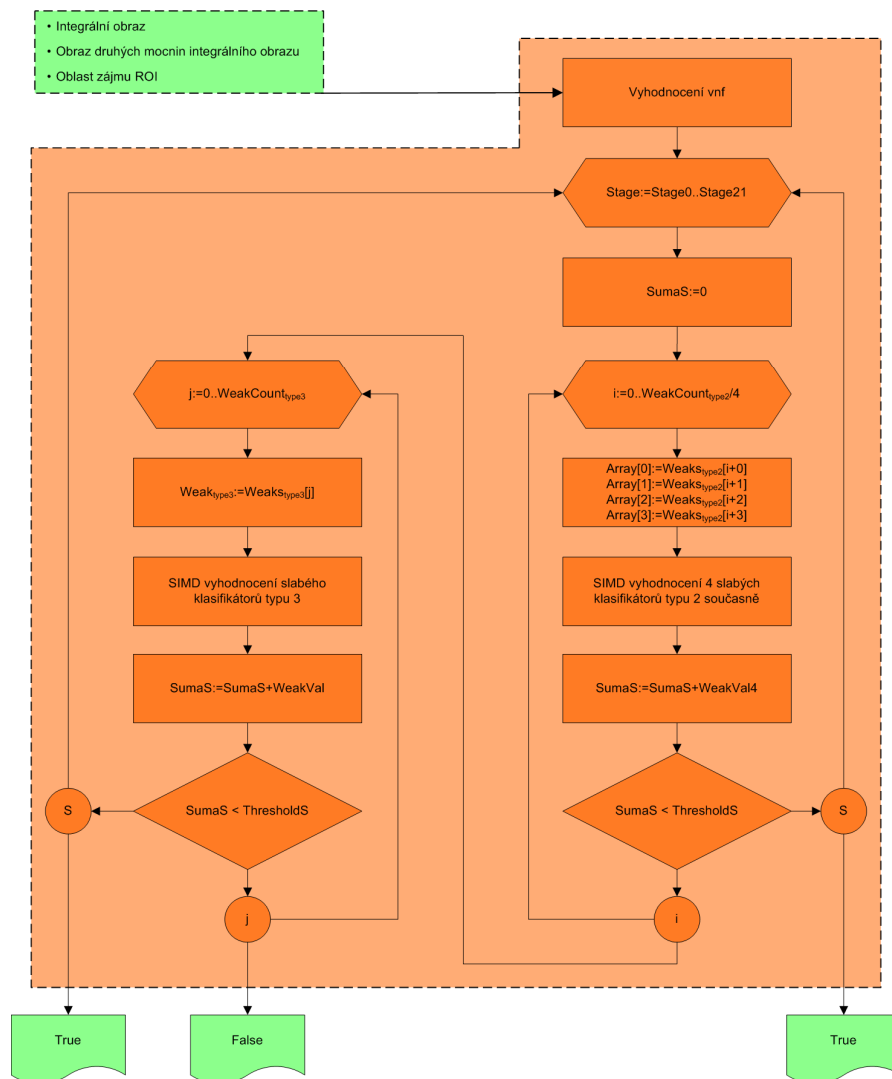 • Integrální obraz
• Obraz druhých mocnin integrálního obrazu
• Oblast zájmu ROI
Vyhodnocení vnf
Stage:=Stage0..Stage21
SumaS:=0
j:=0..WeakCounttype3
i:=0..WeakCounttype2/4
Weaktype3:=Weakstype3[j]
Array[0]:=Weakstype2[i+0]
Array[1]:=Weakstype2[i+1]
Array[2]:=Weakstype2[i+2]
Array[3]:=Weakstype2[i+3]
SIMD vyhodnocení slabého
klasifikátorů typu 3
SIMD vyhodnocení 4 slabých
klasifikátorů typu 2 současně
SumaS:=SumaS+WeakVal
SumaS:=SumaS+WeakVal4
S
SumaS < ThresholdS
SumaS < ThresholdS
S
j
i
True
False
True